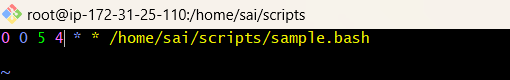 root@ip-172-31-25-110:/home/sai/scripts
0 0 5 4 * * /home/sai/scripts/sample.bash
~